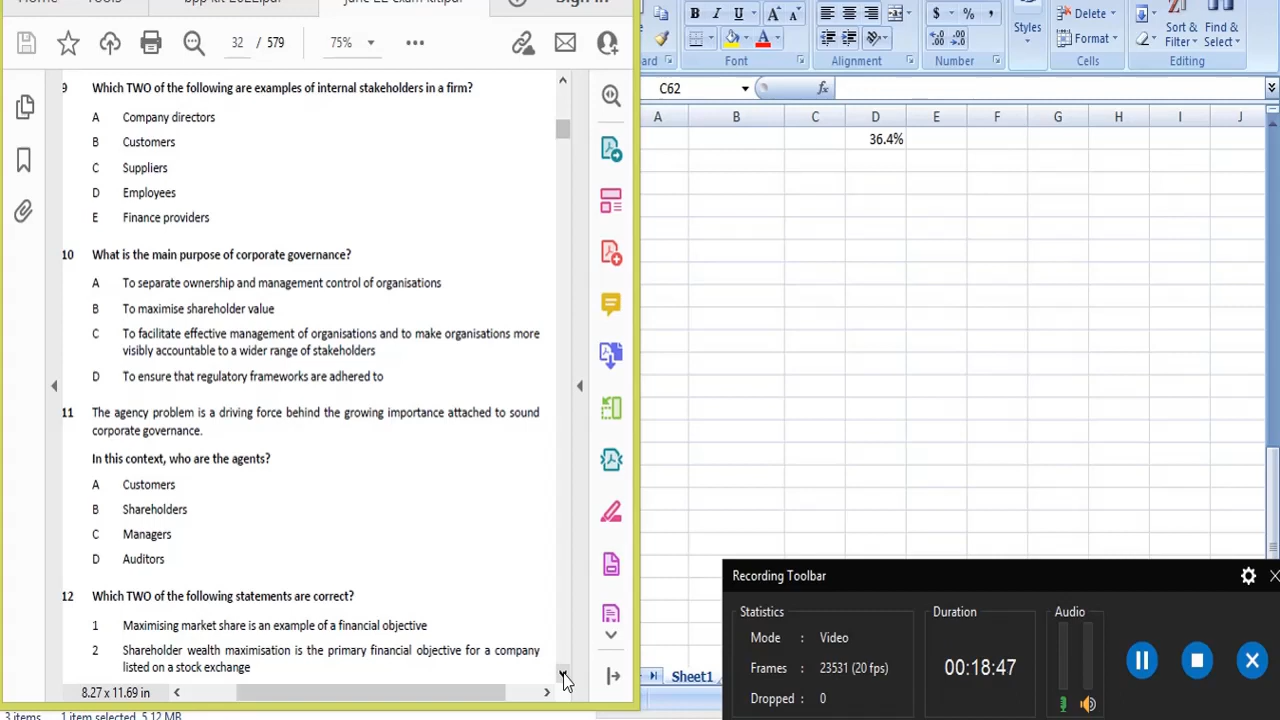 Sign in
32 / 579
75%
9 Which TWO of the following are examples of internal stakeholders in a firm?
A Company directors
B Customers
C Suppliers
D Employees
E Finance providers
10 What is the main purpose of corporate governance?
A To separate ownership and management control of organisations
B To maximise shareholder value
C To facilitate effective management of organisations and to make organisations more
visibly accountable to a wider range of stakeholders
D To ensure that regulatory frameworks are adhered to
11 The agency problem is a driving force behind the growing importance attached to sound
corporate governance.
In this context, who are the agents?
A Customers
B Shareholders
C Managers
D Auditors
12 Which TWO of the following statements are correct?
1 Maximising market share is an example of a financial objective
2 Shareholder wealth maximisation is the primary financial objective for a company
listed on a stock exchange
8.27 x 11.69 in
3 items 1 item selected 5.12 MB
B I U A A
$ % ,
Styles
Delete
Format
Sort &
Filter
Find &
Select
Font
Alignment
Number
Cells
Editing
C62
fx
A B C D E F G H I J
36.4%
Sheet1
Recording Toolbar
Statistics
Mode : Video
Frames : 23531 (20 fps)
Dropped : 0
Duration
00:18:47
Audio